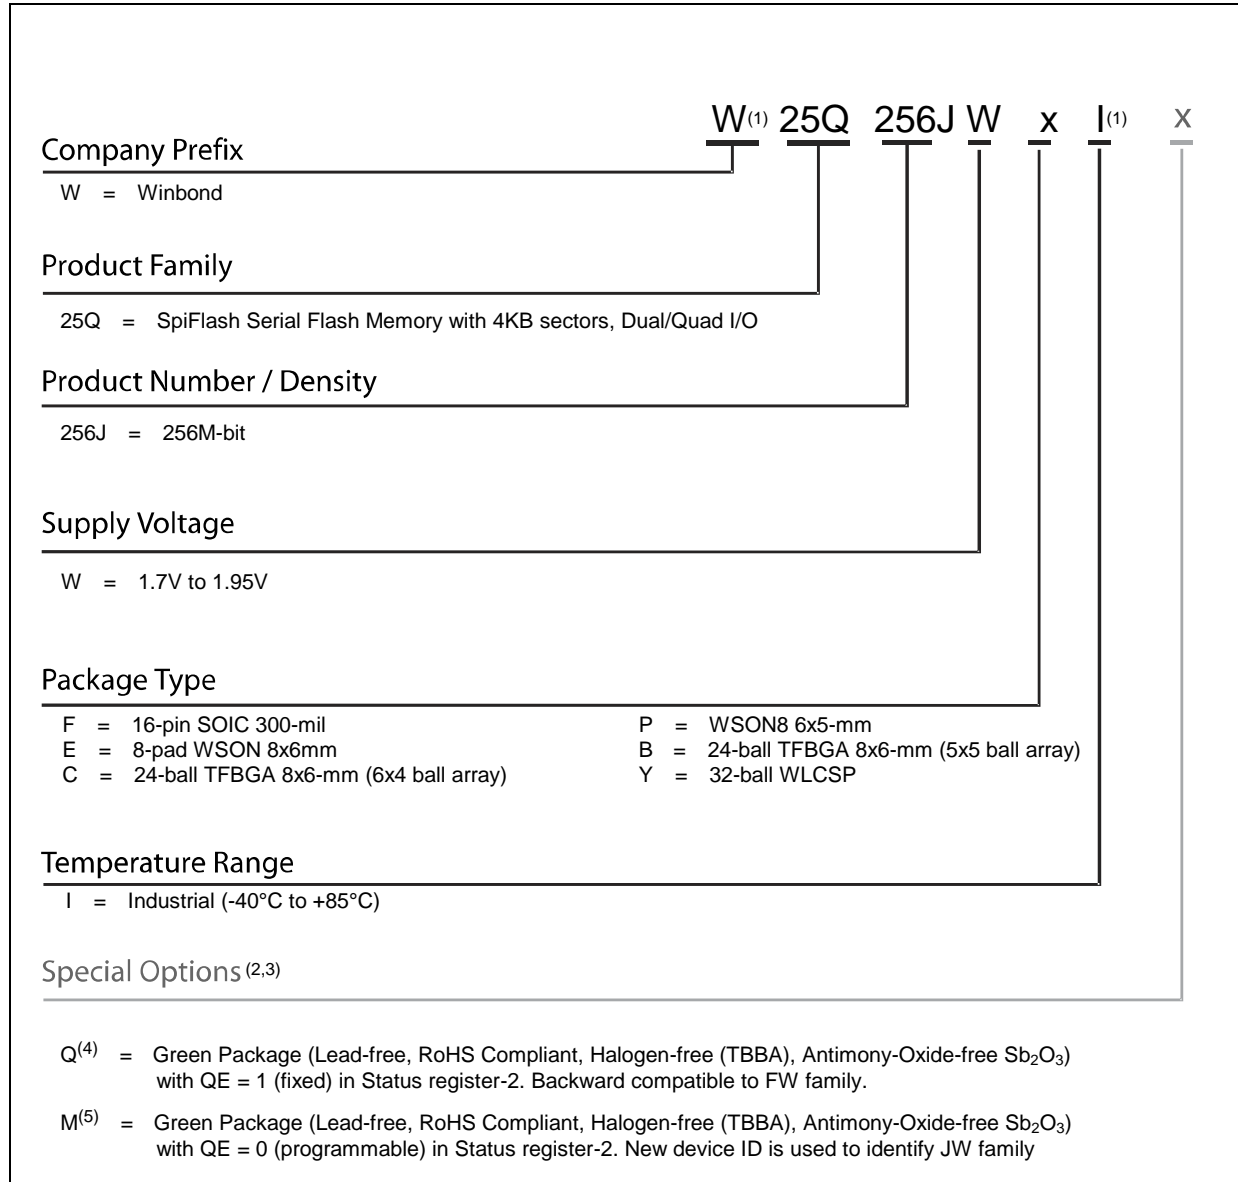 W(1) 25Q 256J W x I(1) x
Company Prefix
W = Winbond
Product Family
25Q = SpiFlash Serial Flash Memory with 4KB sectors, Dual/Quad I/O
Product Number / Density
256J = 256M-bit
Supply Voltage
W = 1.7V to 1.95V
Package Type
F = 16-pin SOIC 300-mil P = WSON8 6x5-mm
E = 8-pad WSON 8x6mm B = 24-ball TFBGA 8x6-mm (5x5 ball array)
C = 24-ball TFBGA 8x6-mm (6x4 ball array) Y = 32-ball WLCSP
Temperature Range
I = Industrial (-40°C to +85°C)
Special Options (2,3)
Q(4) = Green Package (Lead-free, RoHS Compliant, Halogen-free (TBBA), Antimony-Oxide-free Sb₂O₃)
with QE = 1 (fixed) in Status register-2. Backward compatible to FW family.
M(5) = Green Package (Lead-free, RoHS Compliant, Halogen-free (TBBA), Antimony-Oxide-free Sb₂O₃)
with QE = 0 (programmable) in Status register-2. New device ID is used to identify JW family